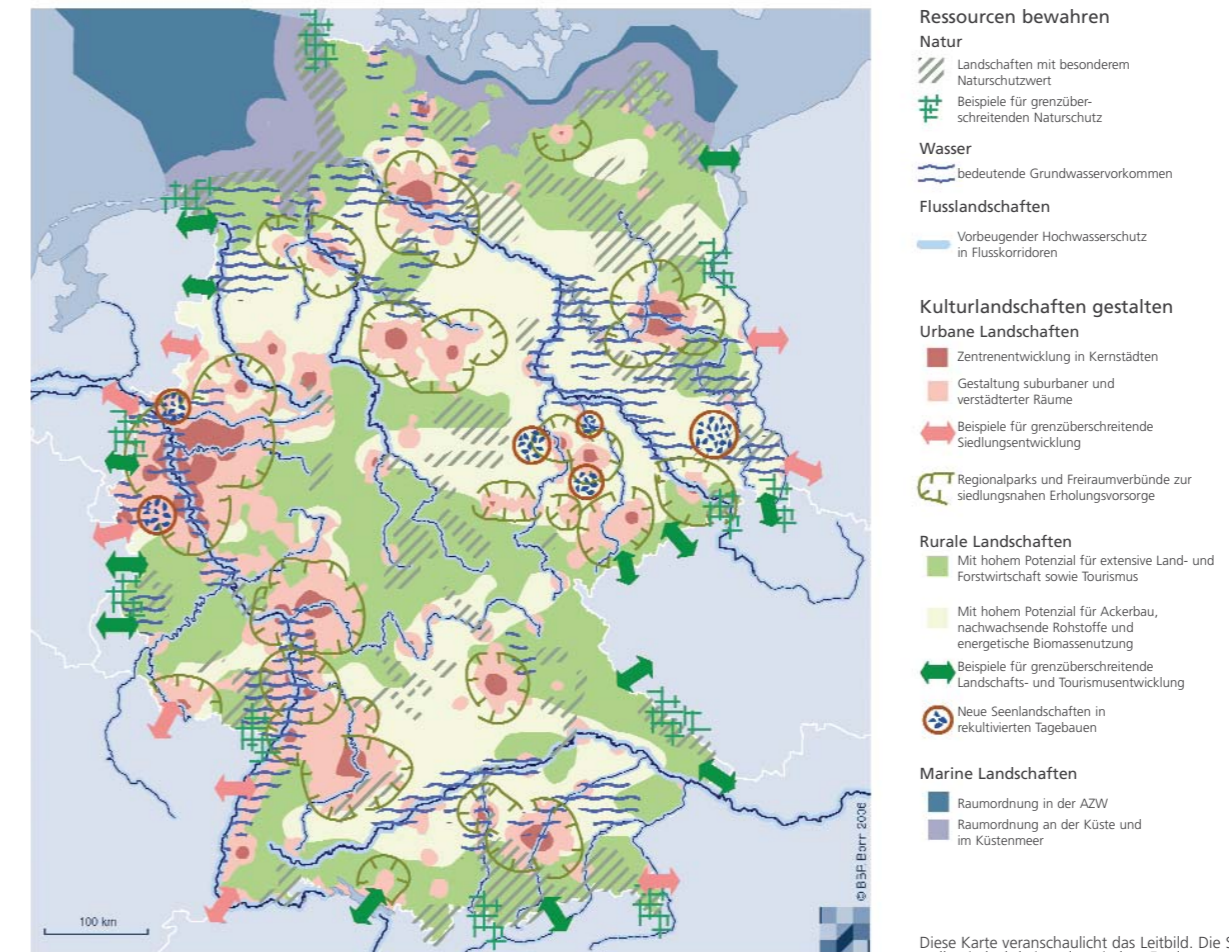 Ressourcen bewahren
Natur
Landschaften mit besonderem
Naturschutzwert
Beispiele für grenzüber-
schreitenden Naturschutz
Wasser
bedeutende Grundwasservorkommen
Flusslandschaften
Vorbeugender Hochwasserschutz
in Flusskorridoren
Kulturlandschaften gestalten
Urbane Landschaften
Zentrenentwicklung in Kernstädten
Gestaltung suburbaner und
verstädterter Räume
Beispiele für grenzüberschreitende
Siedlungsentwicklung
Regionalparks und Freiraumverbünde zur
siedlungsnahen Erholungsvorsorge
Rurale Landschaften
Mit hohem Potenzial für extensive Land- und
Forstwirtschaft sowie Tourismus
Mit hohem Potenzial für Ackerbau,
nachwachsende Rohstoffe und
energetische Biomassenutzung
Beispiele für grenzüberschreitende
Landschafts- und Tourismusentwicklung
Neue Seenlandschaften in
rekultivierten Tagebauen
Marine Landschaften
Raumordnung in der AZW
Raumordnung an der Küste und
im Küstenmeer
100 km
© BBR Bonn 2006
Diese Karte veranschaulicht das Leitbild. Die